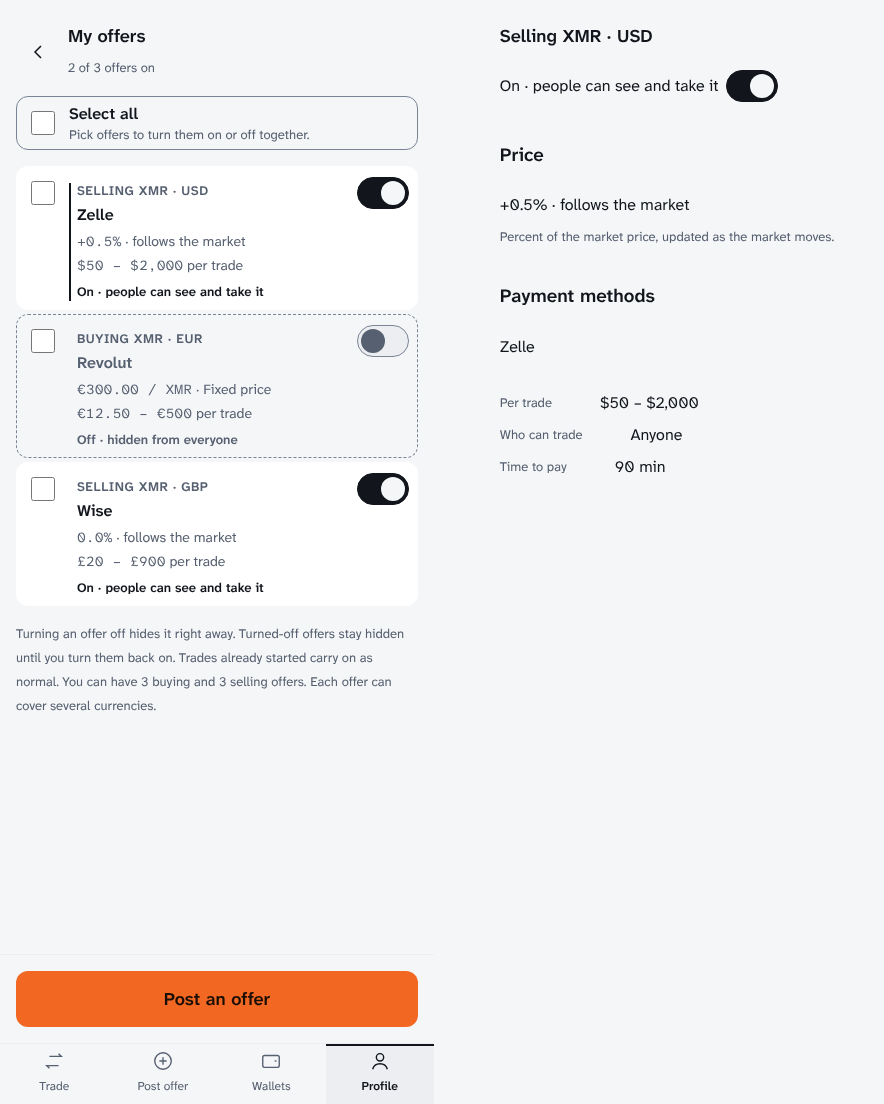 My offers
2 of 3 offers on
Select all
Pick offers to turn them on or off together.
SELLING XMR · USD
Zelle
+0.5% · follows the market
$50 – $2,000 per trade
On · people can see and take it
BUYING XMR · EUR
Revolut
€300.00 / XMR · Fixed price
€12.50 – €500 per trade
Off · hidden from everyone
SELLING XMR · GBP
Wise
0.0% · follows the market
£20 – £900 per trade
On · people can see and take it
Turning an offer off hides it right away. Turned-off offers stay hidden
until you turn them back on. Trades already started carry on as
normal. You can have 3 buying and 3 selling offers. Each offer can
cover several currencies.
Post an offer
Trade
Post offer
Wallets
Profile
Selling XMR · USD
On · people can see and take it
Price
+0.5% · follows the market
Percent of the market price, updated as the market moves.
Payment methods
Zelle
Per trade $50 – $2,000
Who can trade Anyone
Time to pay 90 min